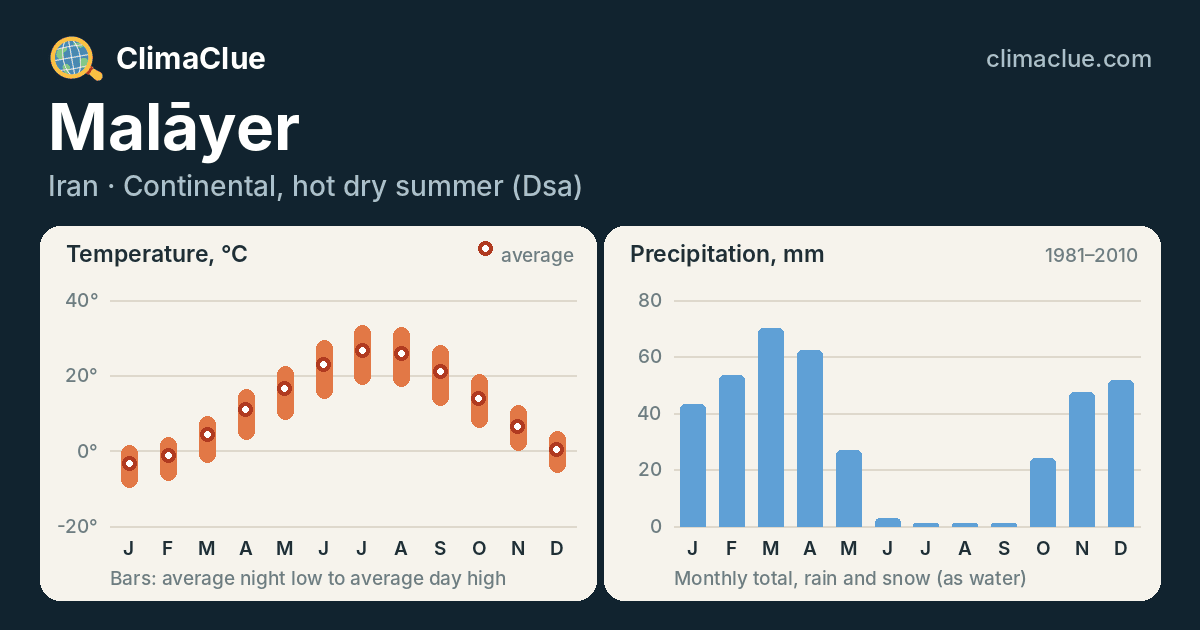 ClimaClue
climaclue.com
Malāyer
Iran · Continental, hot dry summer (Dsa)
Temperature, °C
average
40°
20°
0°
-20°
J F M A M J J A S O N D
Bars: average night low to average day high
Precipitation, mm
1981–2010
80
60
40
20
0
J F M A M J J A S O N D
Monthly total, rain and snow (as water)